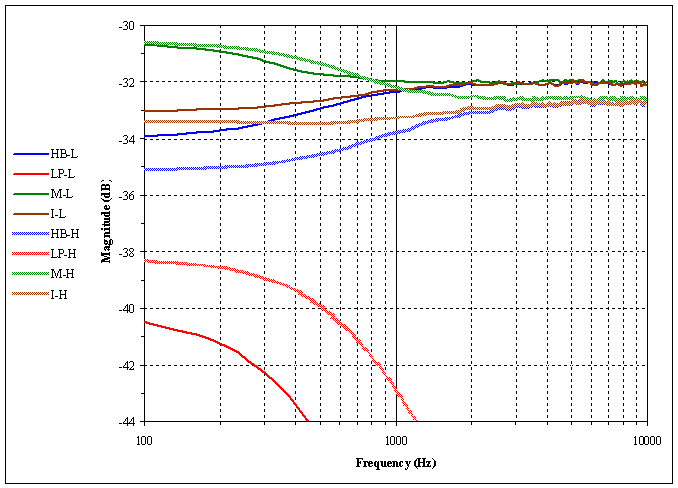 -30
-32
-34
-36
-38
-40
-42
-44
Magnitude (dB)
HB-L
LP-L
M-L
I-L
HB-H
LP-H
M-H
I-H
100 1000 10000
Frequency (Hz)